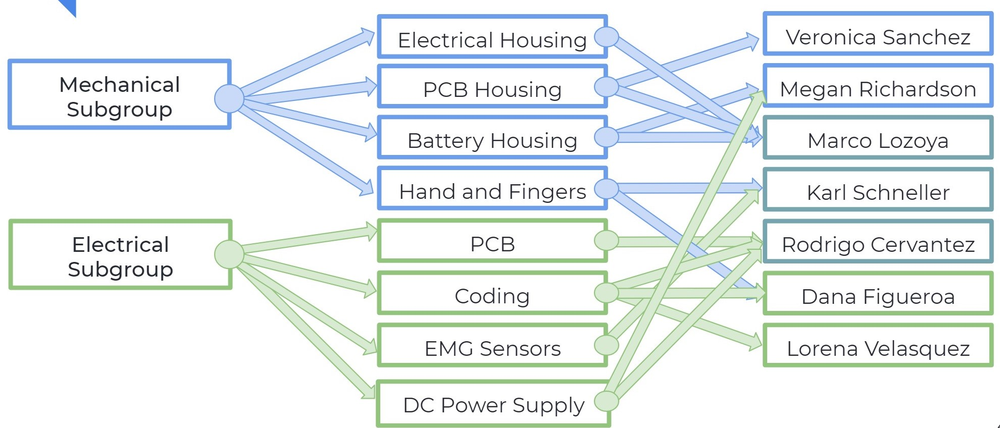 Mechanical
Subgroup
Electrical
Subgroup
Electrical Housing
PCB Housing
Battery Housing
Hand and Fingers
PCB
Coding
EMG Sensors
DC Power Supply
Veronica Sanchez
Megan Richardson
Marco Lozoya
Karl Schneller
Rodrigo Cervantez
Dana Figueroa
Lorena Velasquez